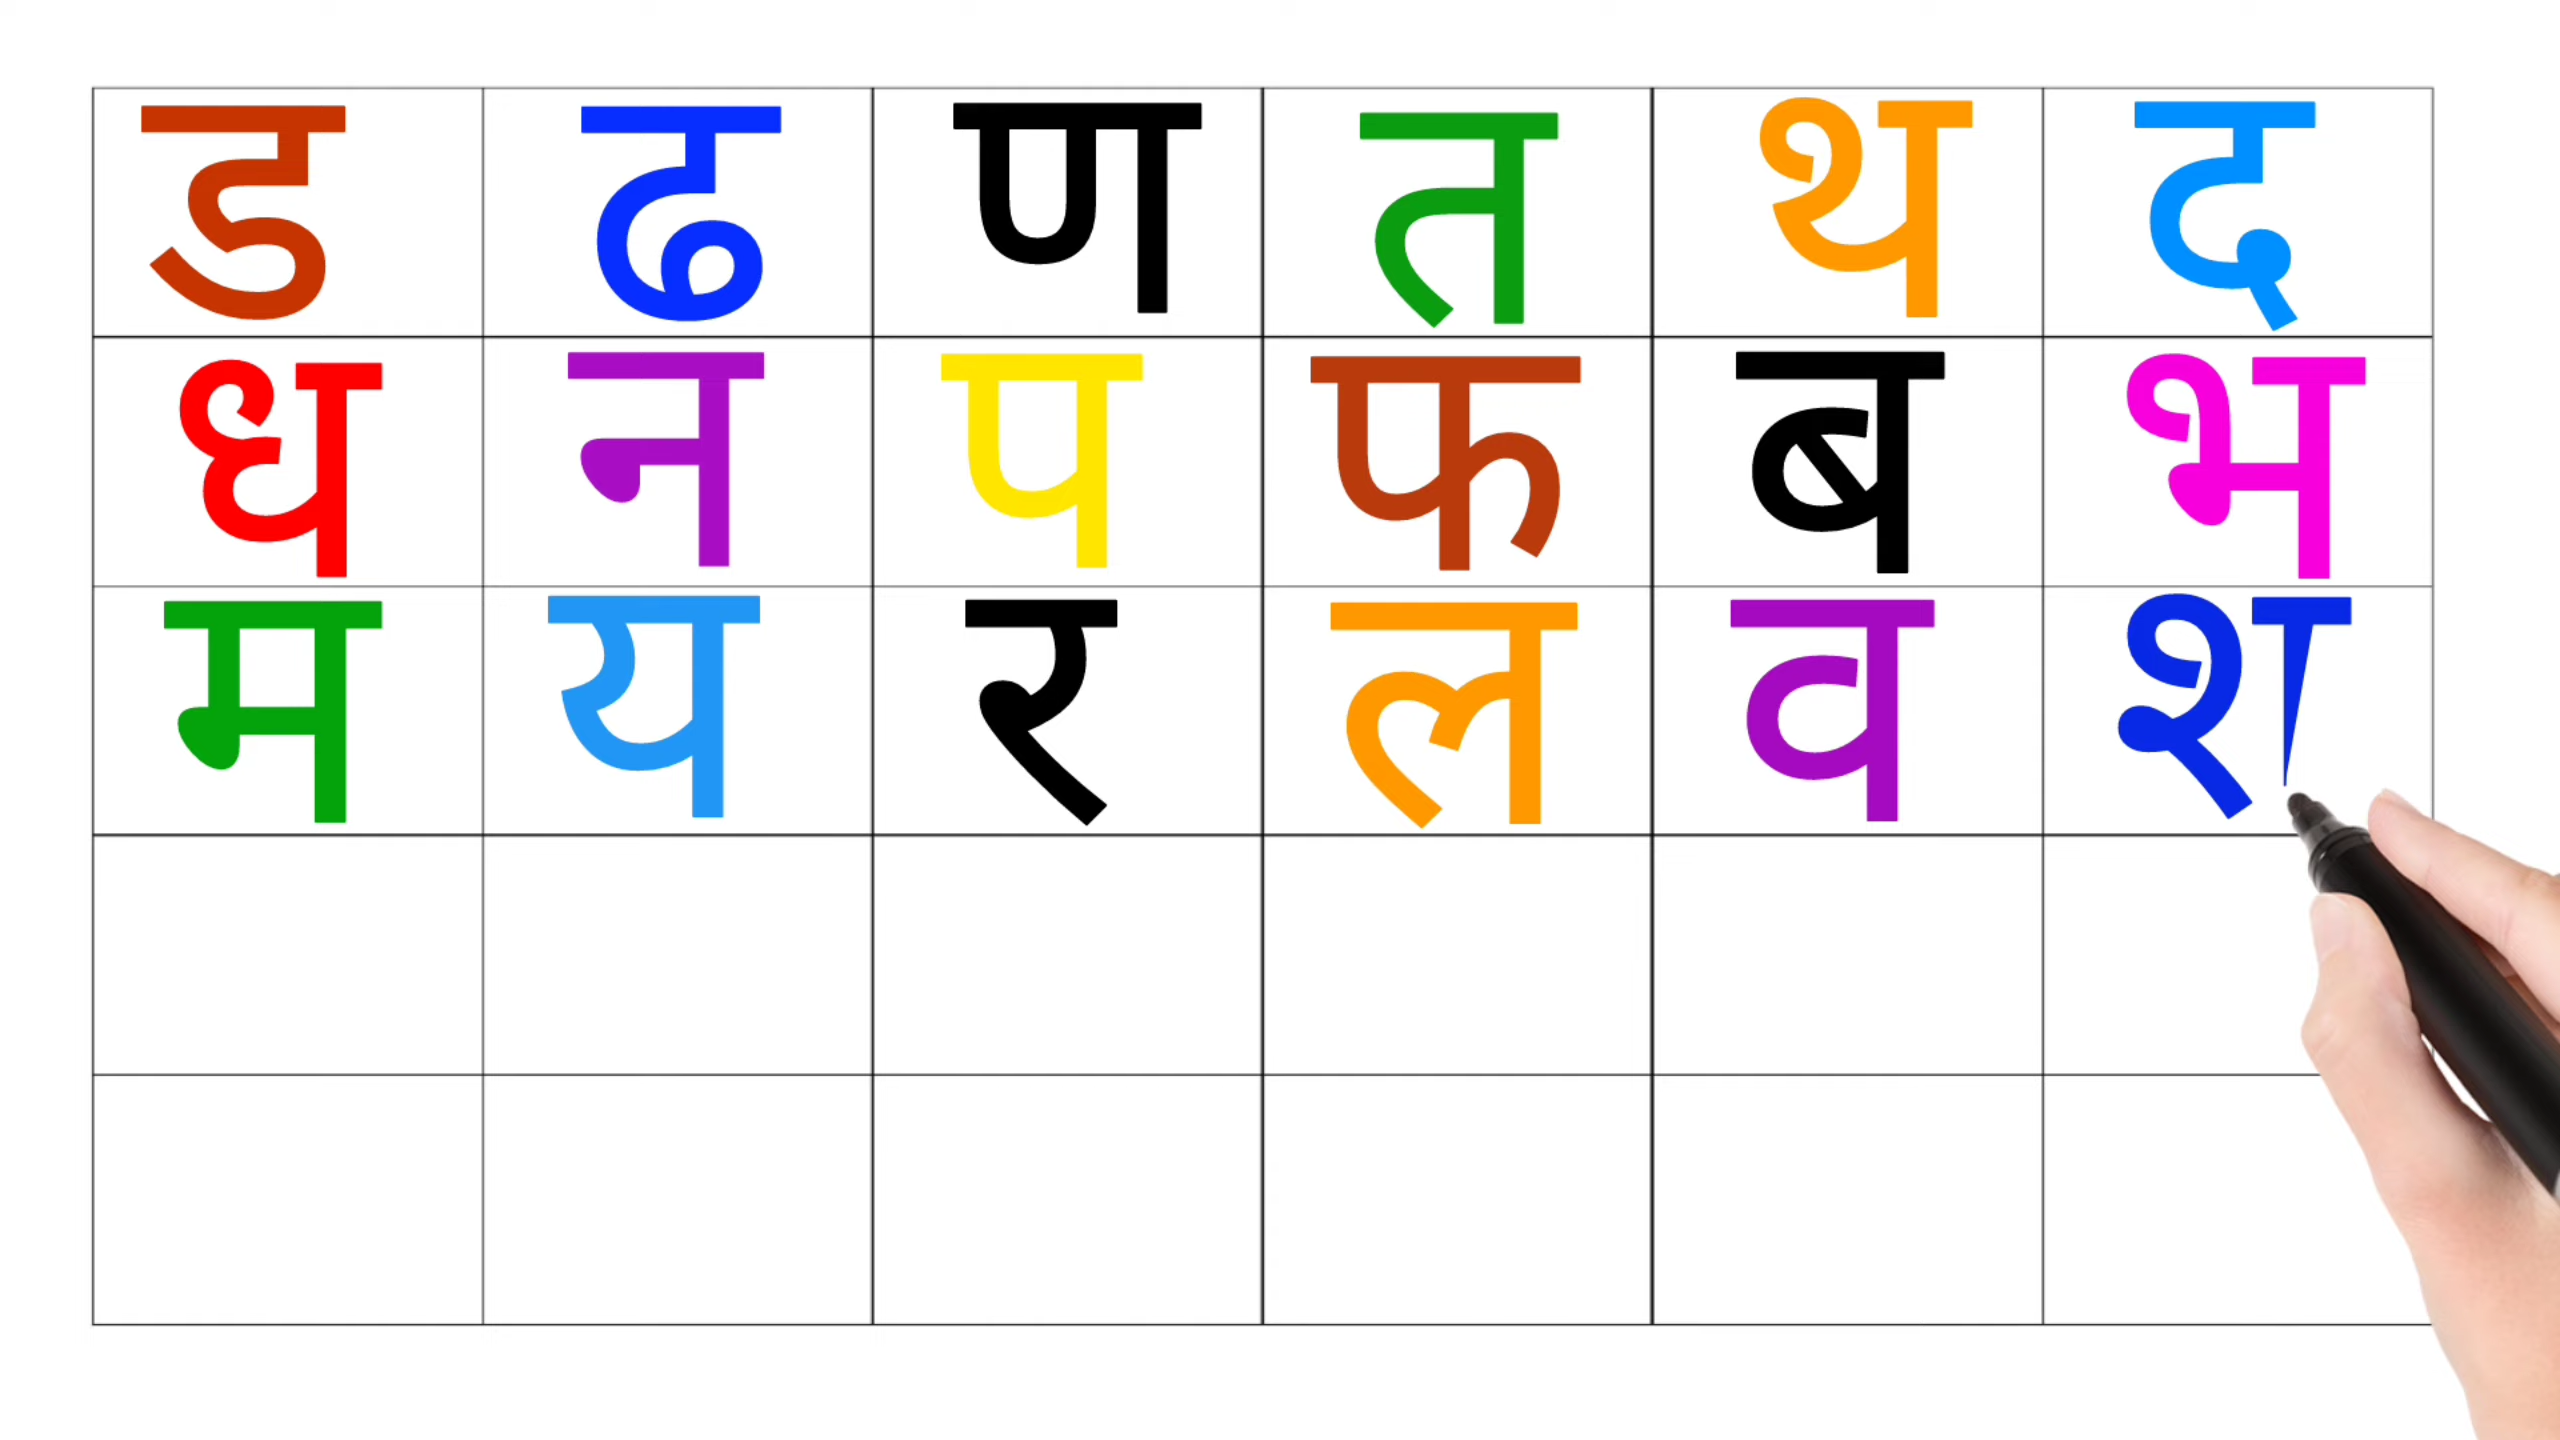 ड ढ ण त थ द
ध न प फ ब भ
म य र ल व श